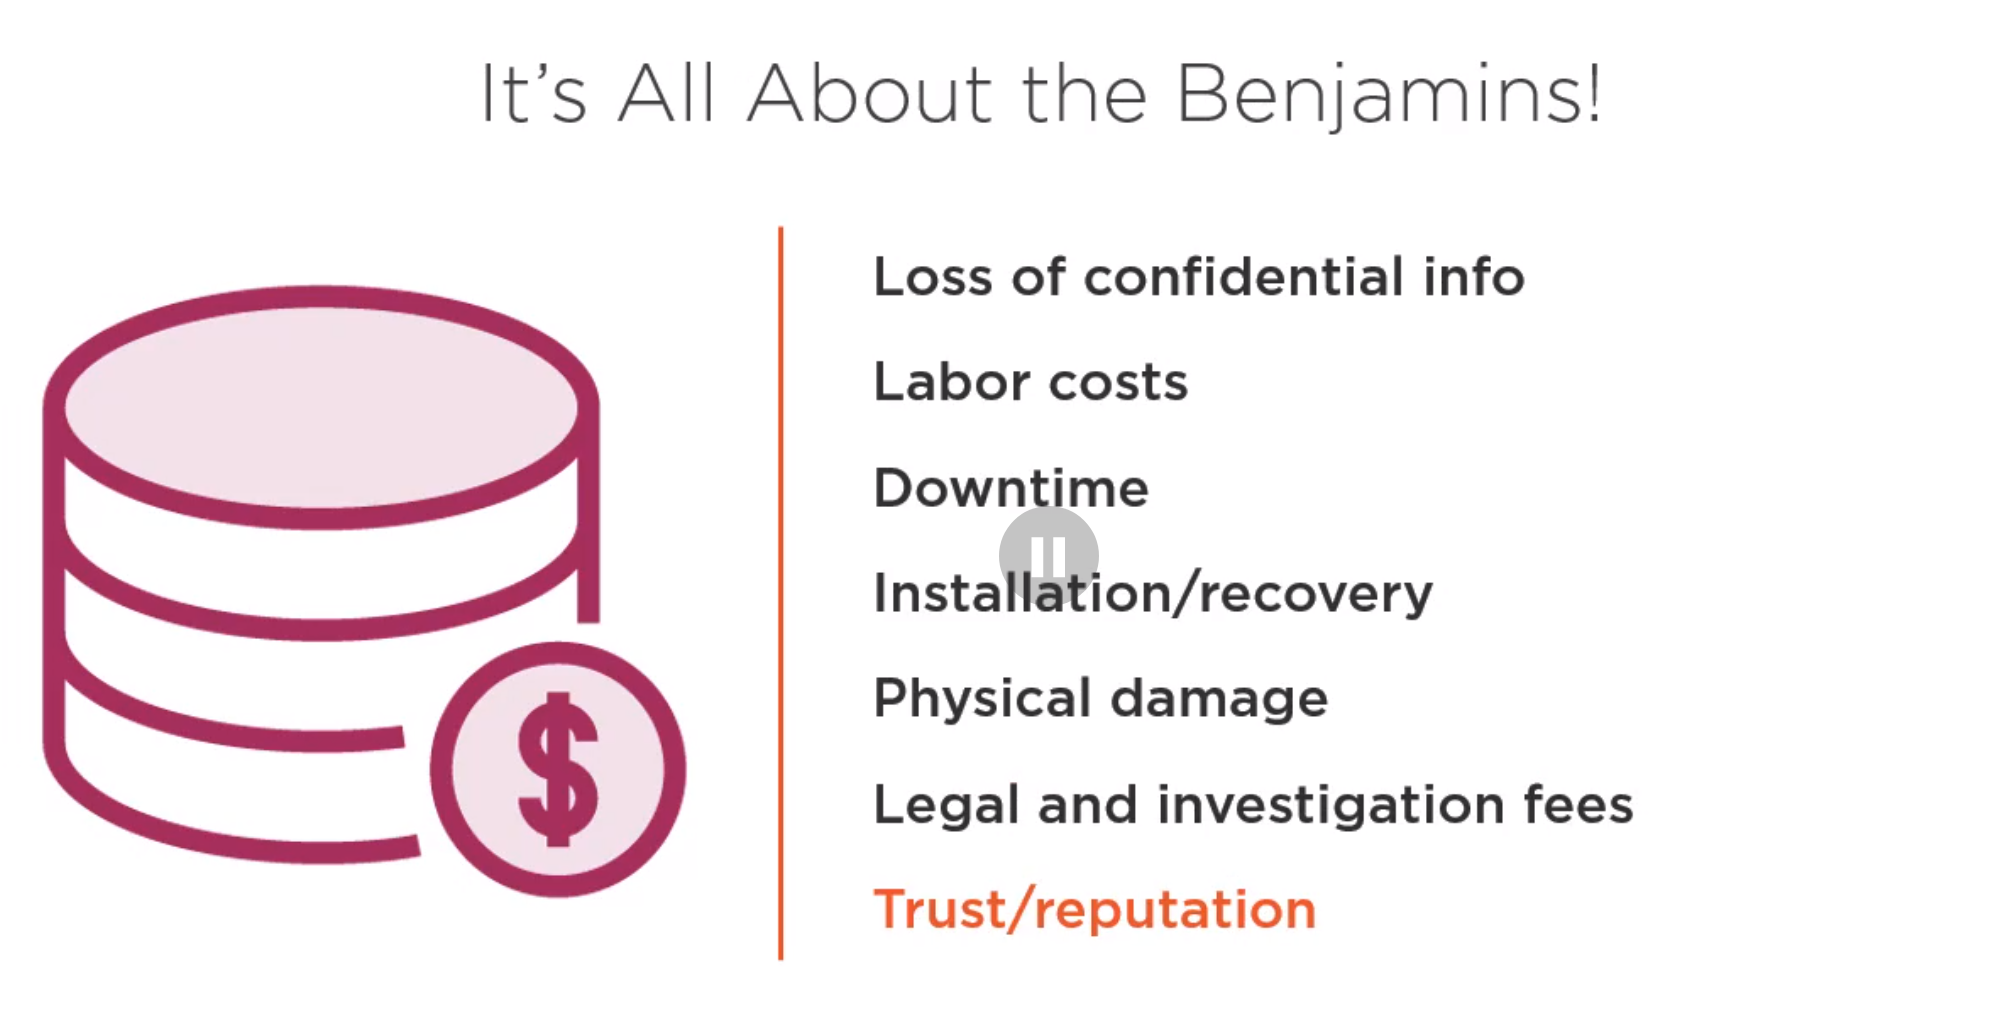 It’s All About the Benjamins!
Loss of confidential info
Labor costs
Downtime
Installation/recovery
Physical damage
Legal and investigation fees
Trust/reputation
$